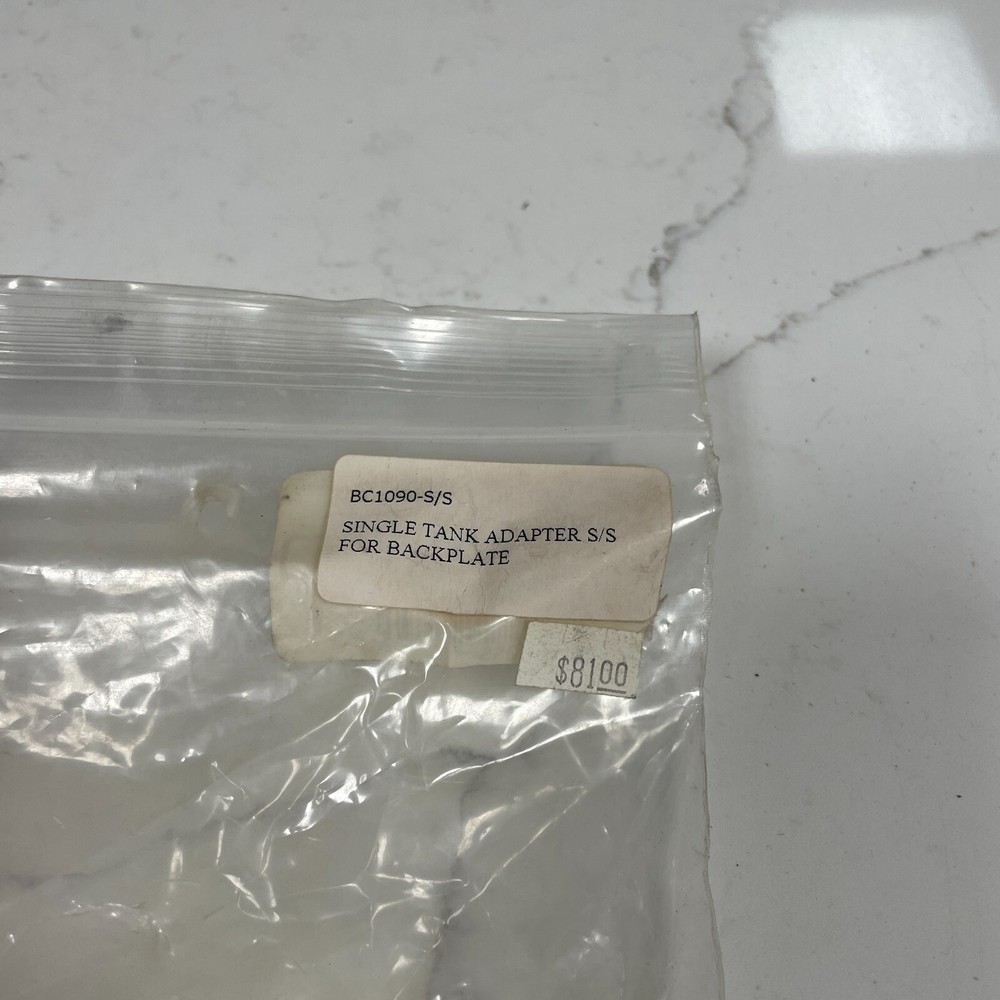 BC1090-S/S
SINGLE TANK ADAPTER S/S
FOR BACKPLATE
$8100